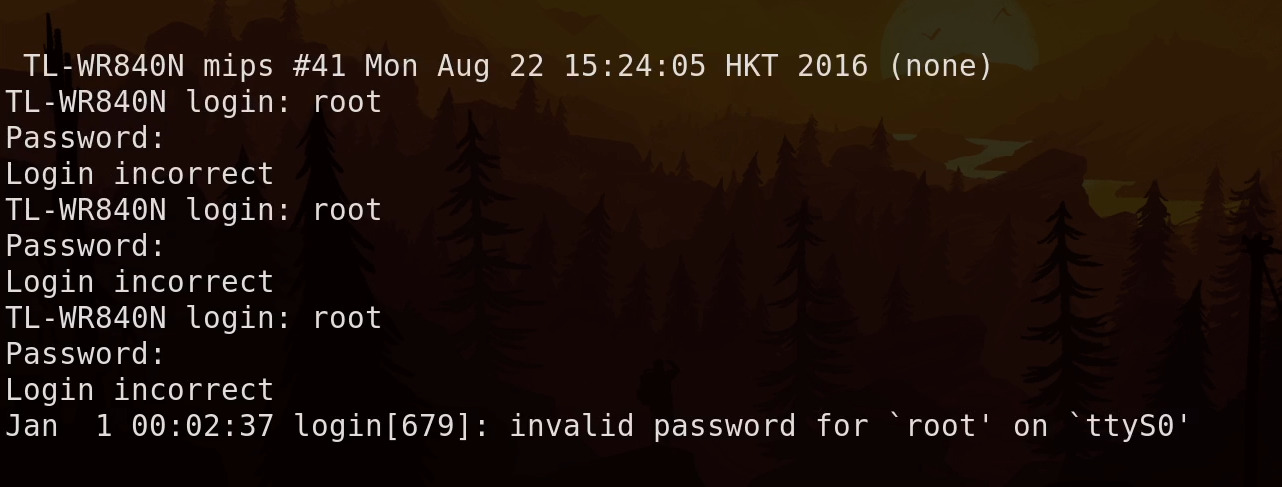 TL-WR840N mips #41 Mon Aug 22 15:24:05 HKT 2016 (none)
TL-WR840N login: root
Password:
Login incorrect
TL-WR840N login: root
Password:
Login incorrect
TL-WR840N login: root
Password:
Login incorrect
Jan  1 00:02:37 login[679]: invalid password for `root' on `ttyS0'